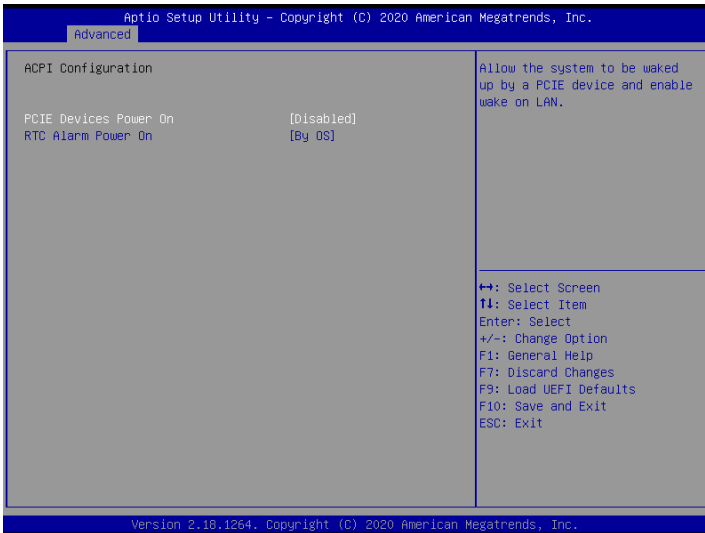 Aptio Setup Utility – Copyright (C) 2020 American Megatrends, Inc.
Advanced
ACPI Configuration
PCIE Devices Power On [Disabled]
RTC Alarm Power On [By OS]
Allow the system to be waked
up by a PCIE device and enable
wake on LAN.
↔: Select Screen
↑↓: Select Item
Enter: Select
+/-: Change Option
F1: General Help
F7: Discard Changes
F9: Load UEFI Defaults
F10: Save and Exit
ESC: Exit
Version 2.18.1264. Copyright (C) 2020 American Megatrends, Inc.